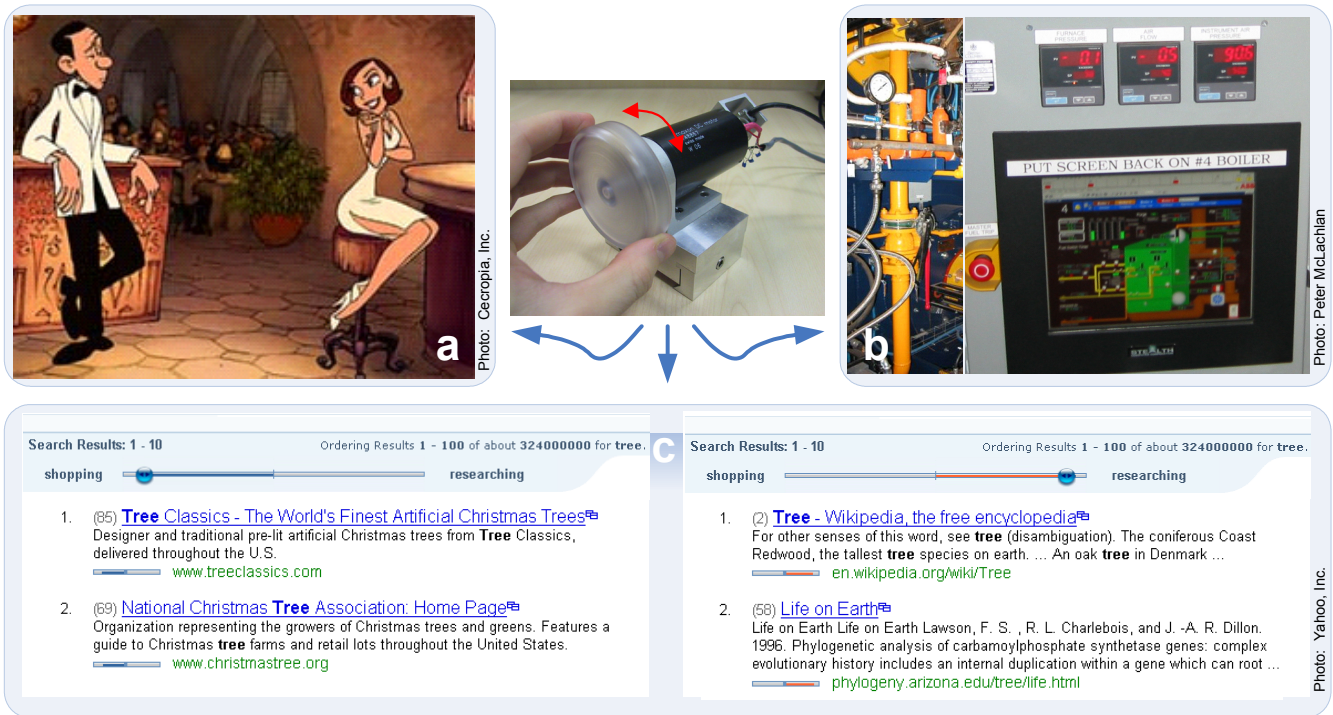 a
Photo: Cecropia, Inc.
b
FURNACE PRESSURE
AIR FLOW
INSTRUMENT AIR PRESSURE
PUT SCREEN BACK ON #4 BOILER
4
ABB
MASTER FUEL TRIP
STEALTH
Photo: Peter McLachlan
c
Search Results: 1 - 10
Ordering Results 1 - 100 of about 324000000 for tree.
shopping researching
1. (85) Tree Classics - The World's Finest Artificial Christmas Trees
Designer and traditional pre-lit artificial Christmas trees from Tree Classics,
delivered throughout the U.S.
www.treeclassics.com
2. (69) National Christmas Tree Association: Home Page
Organization representing the growers of Christmas trees and greens. Features a
guide to Christmas tree farms and retail lots throughout the United States.
www.christmastree.org
Search Results: 1 - 10
Ordering Results 1 - 100 of about 324000000 for tree.
shopping researching
1. (2) Tree - Wikipedia, the free encyclopedia
For other senses of this word, see tree (disambiguation). The coniferous Coast
Redwood, the tallest tree species on earth. ... An oak tree in Denmark ...
en.wikipedia.org/wiki/Tree
2. (58) Life on Earth
Life on Earth Life on Earth Lawson, F. S. , R. L. Charlebois, and J. -A. R. Dillon.
1996. Phylogenetic analysis of carbamoylphosphate synthetase genes: complex
evolutionary history includes an internal duplication within a gene which can root ...
phylogeny.arizona.edu/tree/life.html
Photo: Yahoo, Inc.